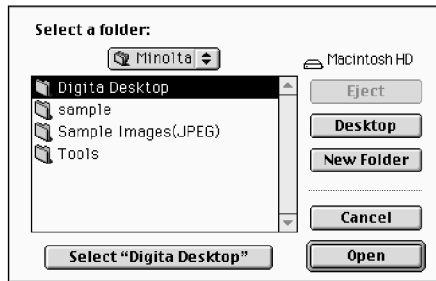 Select a folder:
Minolta
Macintosh HD
Digita Desktop
sample
Sample Images(JPEG)
Tools
Eject
Desktop
New Folder
Cancel
Select “Digita Desktop”
Open